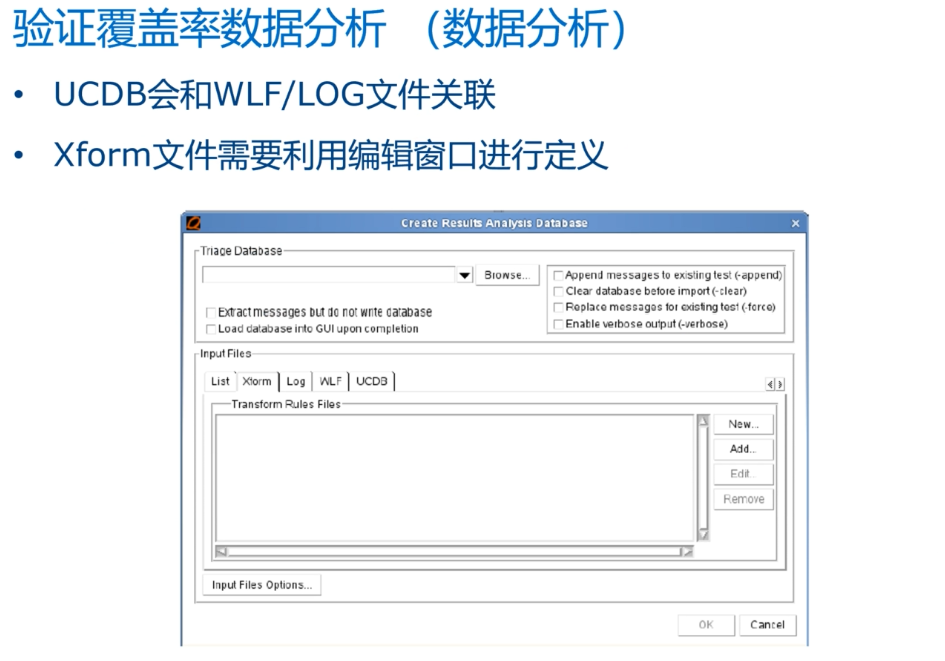 验证覆盖率数据分析 （数据分析）
• UCDB会和WLF/LOG文件关联
• Xform文件需要利用编辑窗口进行定义
Create Results Analysis Database
Triage Database
Browse...
Append messages to existing test (-append)
Clear database before import (-clear)
Replace messages for existing test (-force)
Enable verbose output (-verbose)
Extract messages but do not write database
Load database into GUI upon completion
Input Files
List Xform Log WLF UCDB
Transform Rules Files
New...
Add...
Edit...
Remove
Input Files Options...
OK Cancel